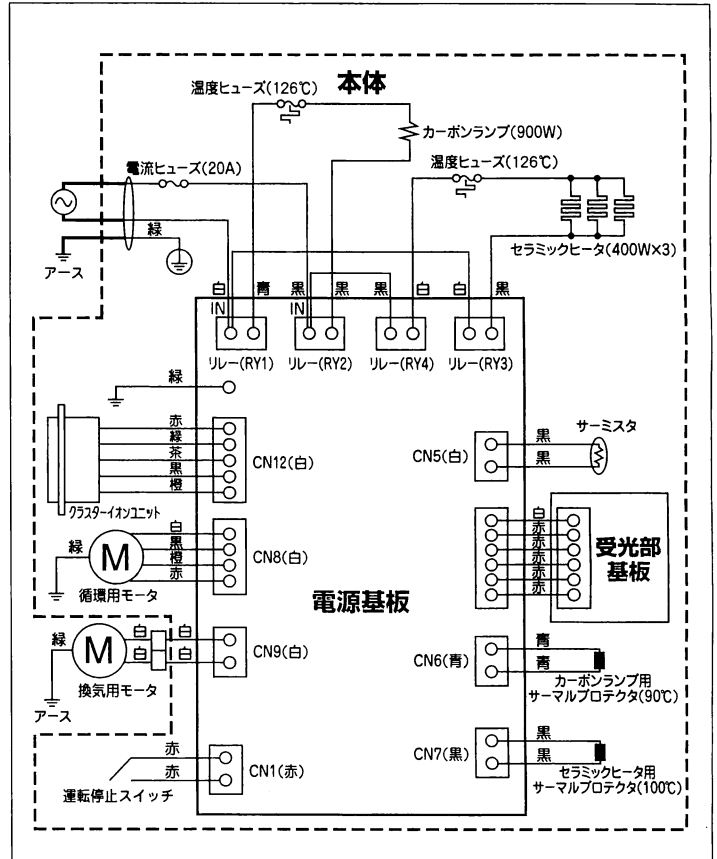 本体
温度ヒューズ(126℃)
カーボンランプ(900W)
電流ヒューズ(20A)
温度ヒューズ(126℃)
緑
アース
セラミックヒータ(400W×3)
白 青 黒 黒 黒 白 白 黒
IN IN
リレー(RY1) リレー(RY2) リレー(RY4) リレー(RY3)
緑
赤
緑
茶
黒
橙
CN12(白)
クラスターイオンユニット
CN5(白)
黒
黒
サーミスタ
白
赤
赤
赤
赤
赤
受光部
基板
緑
M
白
黒
橙
赤
CN8(白)
循環用モータ
電源基板
緑
M
白 白
白 白
CN9(白)
換気用モータ
アース
CN6(青)
青
青
カーボンランプ用
サーマルプロテクタ(90℃)
赤
赤
CN1(赤)
運転停止スイッチ
CN7(黒)
黒
黒
セラミックヒータ用
サーマルプロテクタ(100℃)